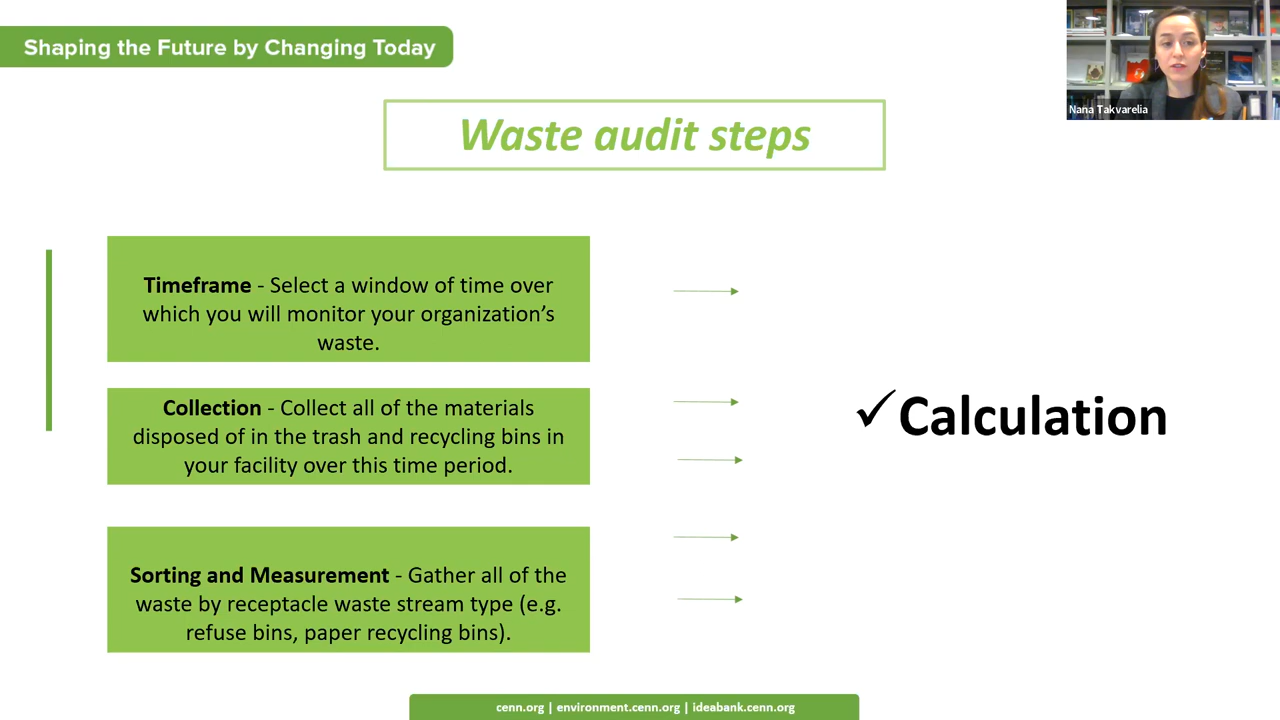 Shaping the Future by Changing Today
Nana Takvarelia
Waste audit steps
Timeframe - Select a window of time over
which you will monitor your organization’s
waste.
Collection - Collect all of the materials
disposed of in the trash and recycling bins in
your facility over this time period.
✓Calculation
Sorting and Measurement - Gather all of the
waste by receptacle waste stream type (e.g.
refuse bins, paper recycling bins).
cenn.org | environment.cenn.org | ideabank.cenn.org